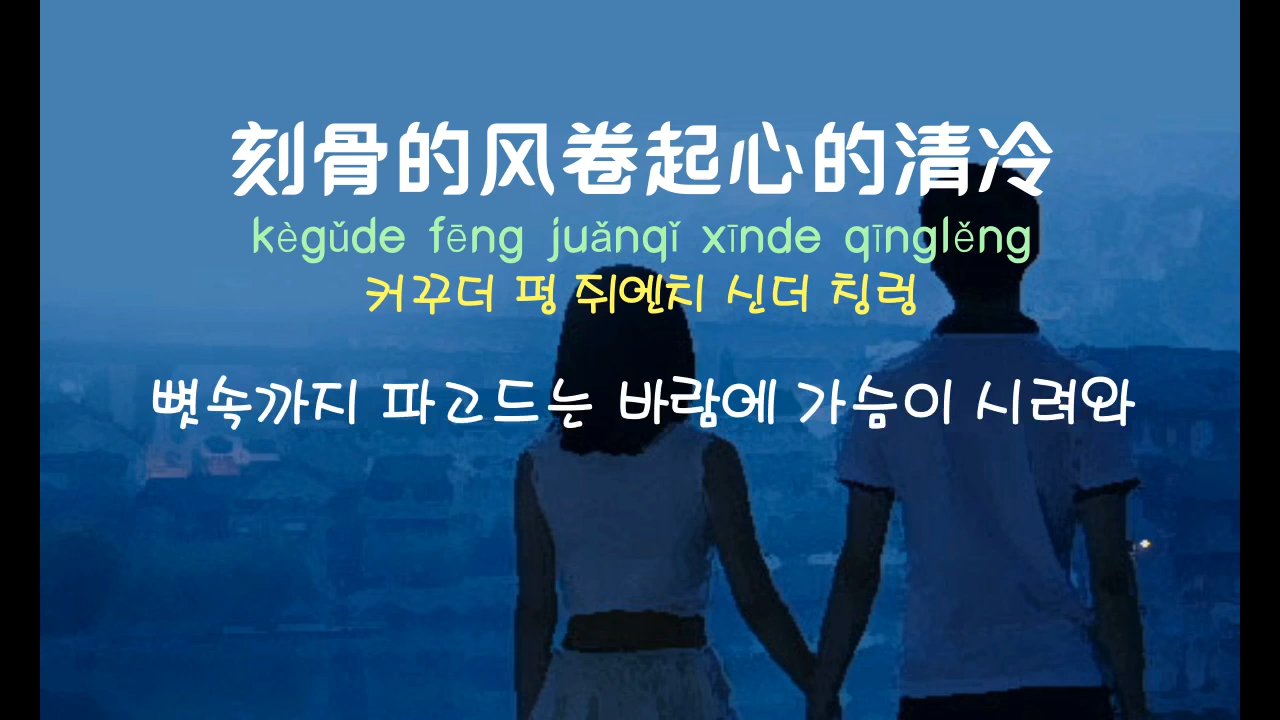 刻骨的风卷起心的清冷
kègǔde fēng juǎnqǐ xīnde qīnglěng
커꾸더 펑 쥐엔치 신더 칭렁
뼛속까지 파고드는 바람에 가슴이 시려와